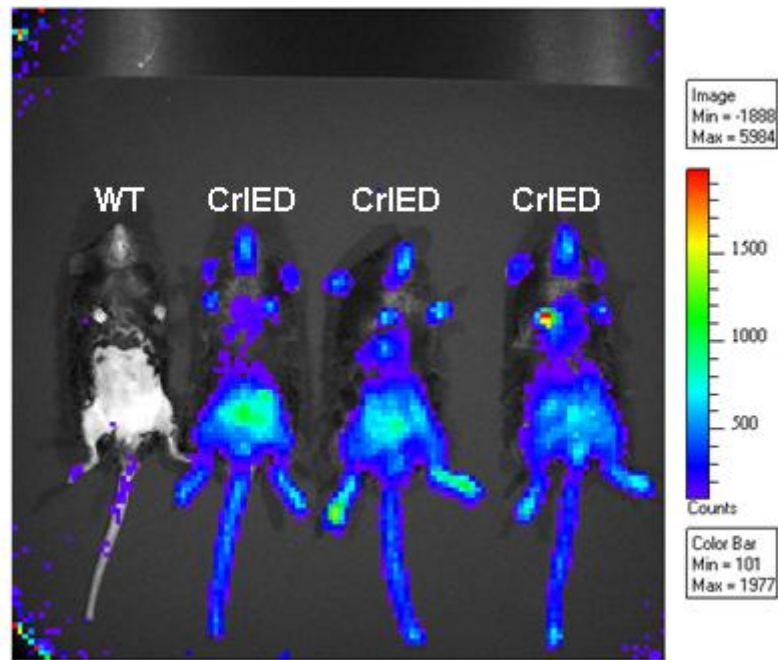 WT
CrIED
CrIED
CrIED
Image
Min = -1888
Max = 5984
1500
1000
500
Counts
Color Bar
Min = 101
Max = 1977